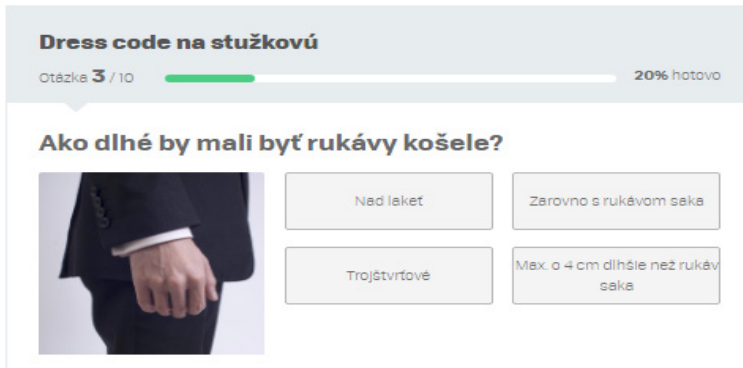 Dress code na stužkovú
Otázka 3 / 10
20% hotovo
Ako dlhé by mali byť rukávy košele?
Nad lakeť
Zarovno s rukávom saka
Trojštvrťové
Max. o 4 cm dlhšie než rukáv
saka